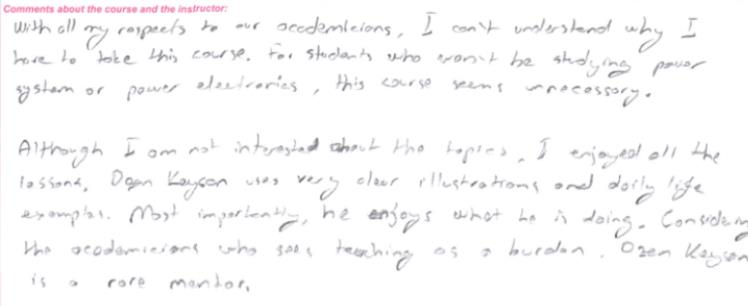 Comments about the course and the instructor:
With all my respects to our academicians, I can't understand why I
have to take this course. For students who won't be studying power
system or power electronics, this course seems unnecessary.
Although I am not interested about the topics, I enjoyed all the
lessons. Ozan Keysan uses very clear illustrations and daily life
examples. Most importantly, he enjoys what he is doing. Considering
the academicians who sees teaching as a burden, Ozan Keysan
is a rare mentor.